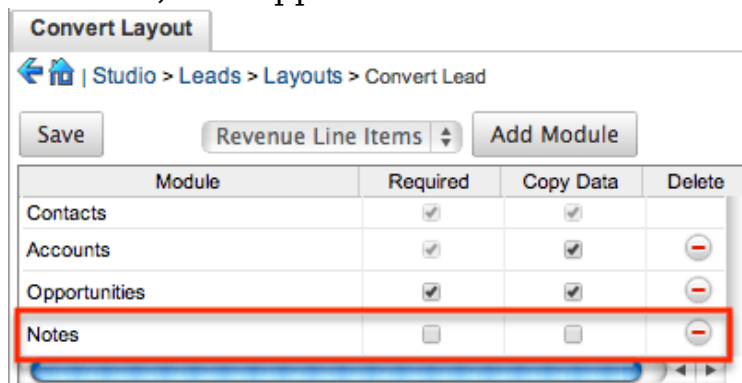 Convert Layout
| Studio > Leads > Layouts > Convert Lead
Save Revenue Line Items Add Module
Module Required Copy Data Delete
Contacts
Accounts
Opportunities
Notes